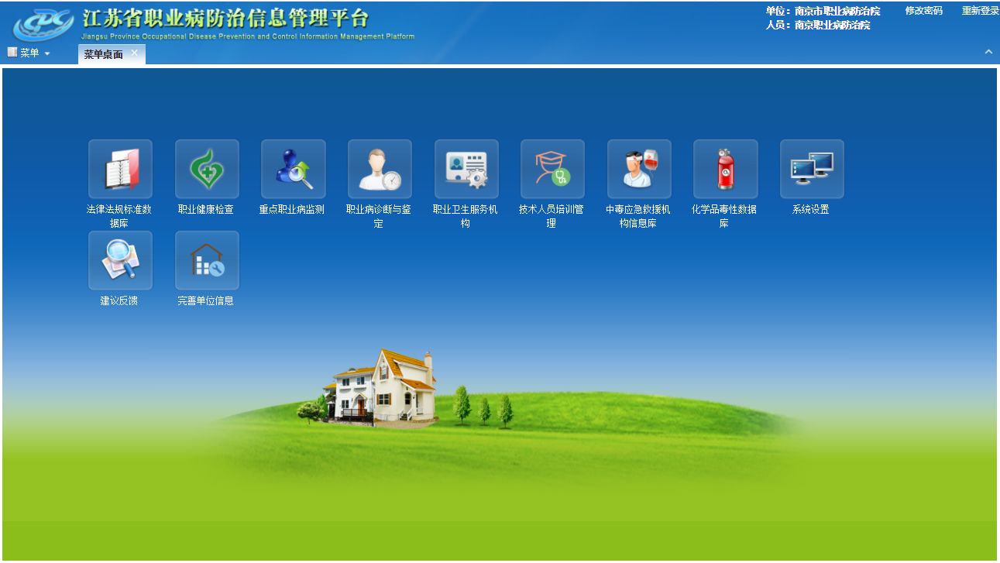 CDC
江苏省职业病防治信息管理平台
Jiangsu Province Occupational Disease Prevention and Control Information Management Platform
单位：南京市职业病防治院
修改密码
重新登录
人员：南京职业病防治院
菜单
菜单桌面
法律法规标准数
据库
职业健康检查
重点职业病监测
职业病诊断与鉴
定
职业卫生服务机
构
技术人员培训管
理
中毒应急救援机
构信息库
化学品毒性数据
库
系统设置
建议反馈
完善单位信息